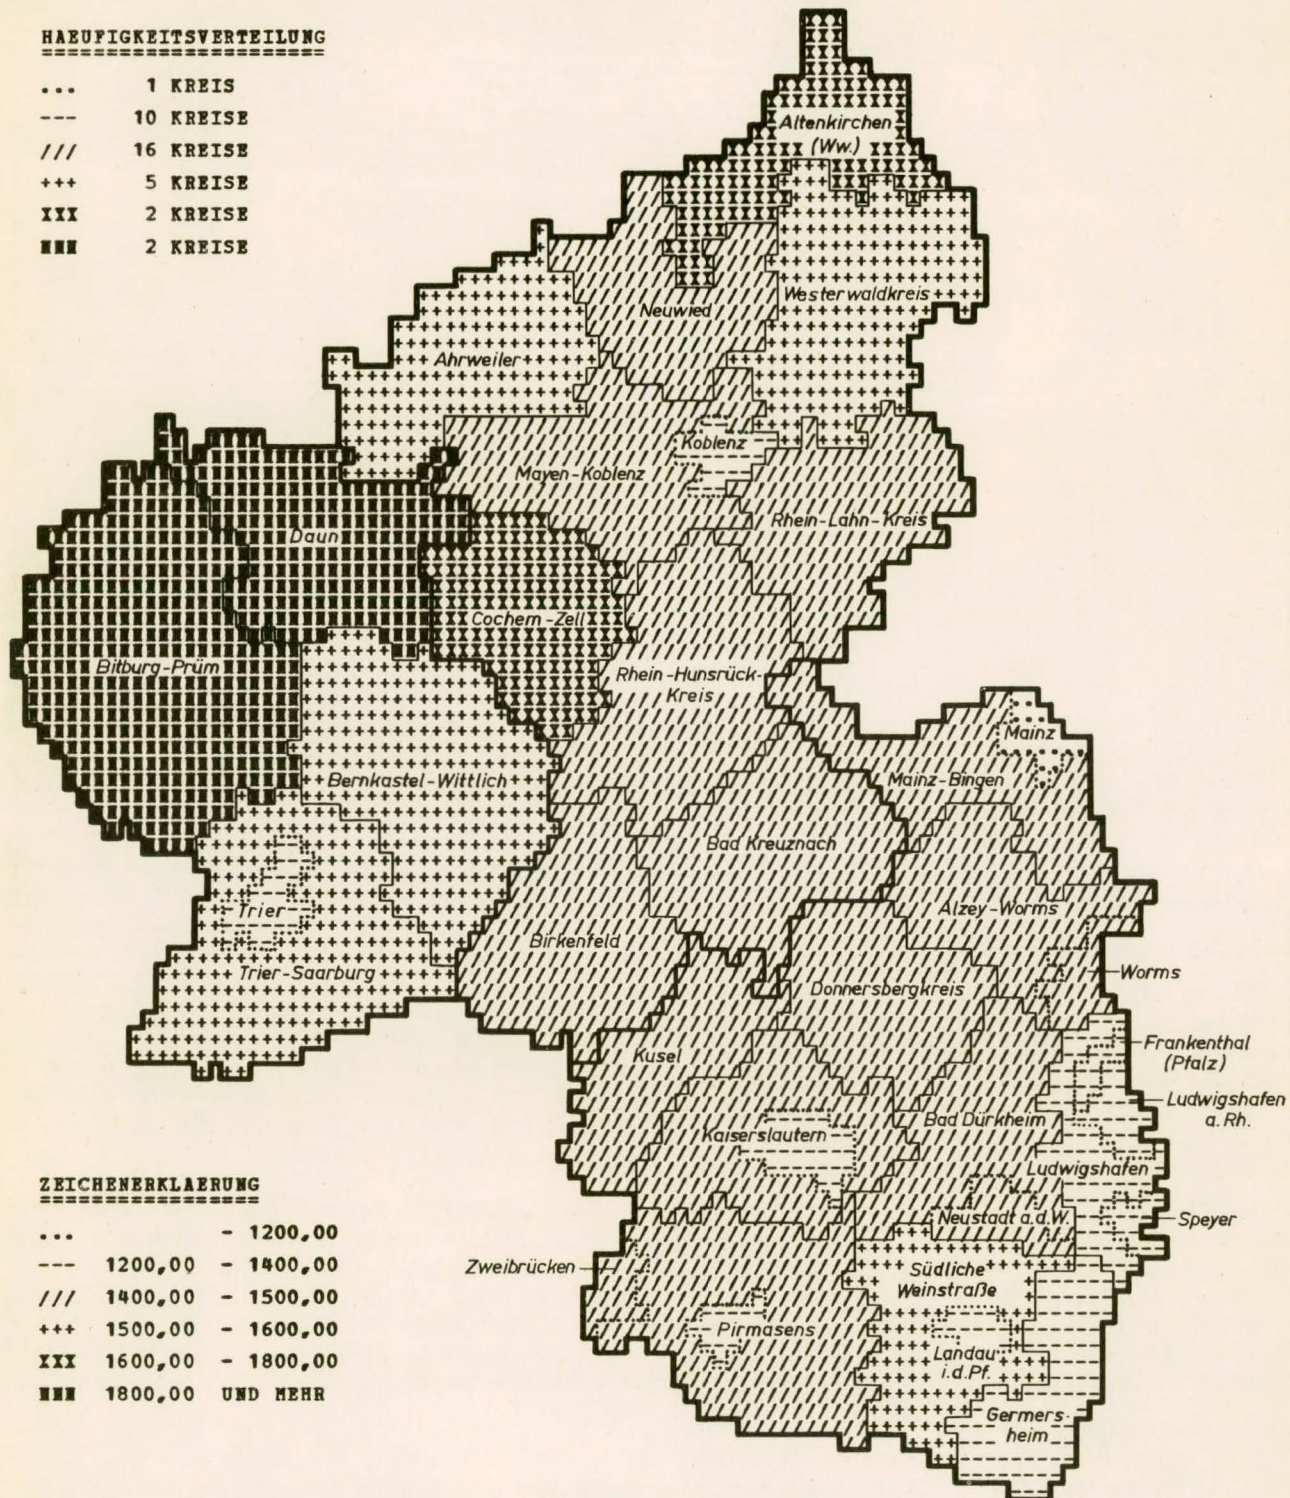 HAEUFIGKEITSVERTEILUNG
... 1 KREIS
--- 10 KREISE
/// 16 KREISE
+++ 5 KREISE
XXX 2 KREISE
■■■ 2 KREISE
Altenkirchen
(Ww.)
Westerwaldkreis
Neuwied
Ahrweiler
Koblenz
Mayen-Koblenz
Rhein-Lahn-Kreis
Daun
Cochem-Zell
Bitburg-Prüm
Rhein-Hunsrück-
Kreis
Mainz
Bernkastel-Wittlich
Mainz-Bingen
Bad Kreuznach
Trier
Alzey-Worms
Birkenfeld
Trier-Saarburg
Worms
Donnersbergkreis
Kusel
Frankenthal
(Pfalz)
Ludwigshafen
a. Rh.
Kaiserslautern
Bad Dürkheim
Ludwigshafen
Neustadt a.d.W.
Speyer
Zweibrücken
Südliche
Weinstraße
Pirmasens
Landau
i.d.Pf.
Germers-
heim
ZEICHENERKLAERUNG
... - 1200,00
--- 1200,00 - 1400,00
/// 1400,00 - 1500,00
+++ 1500,00 - 1600,00
XXX 1600,00 - 1800,00
■■■ 1800,00 UND MEHR